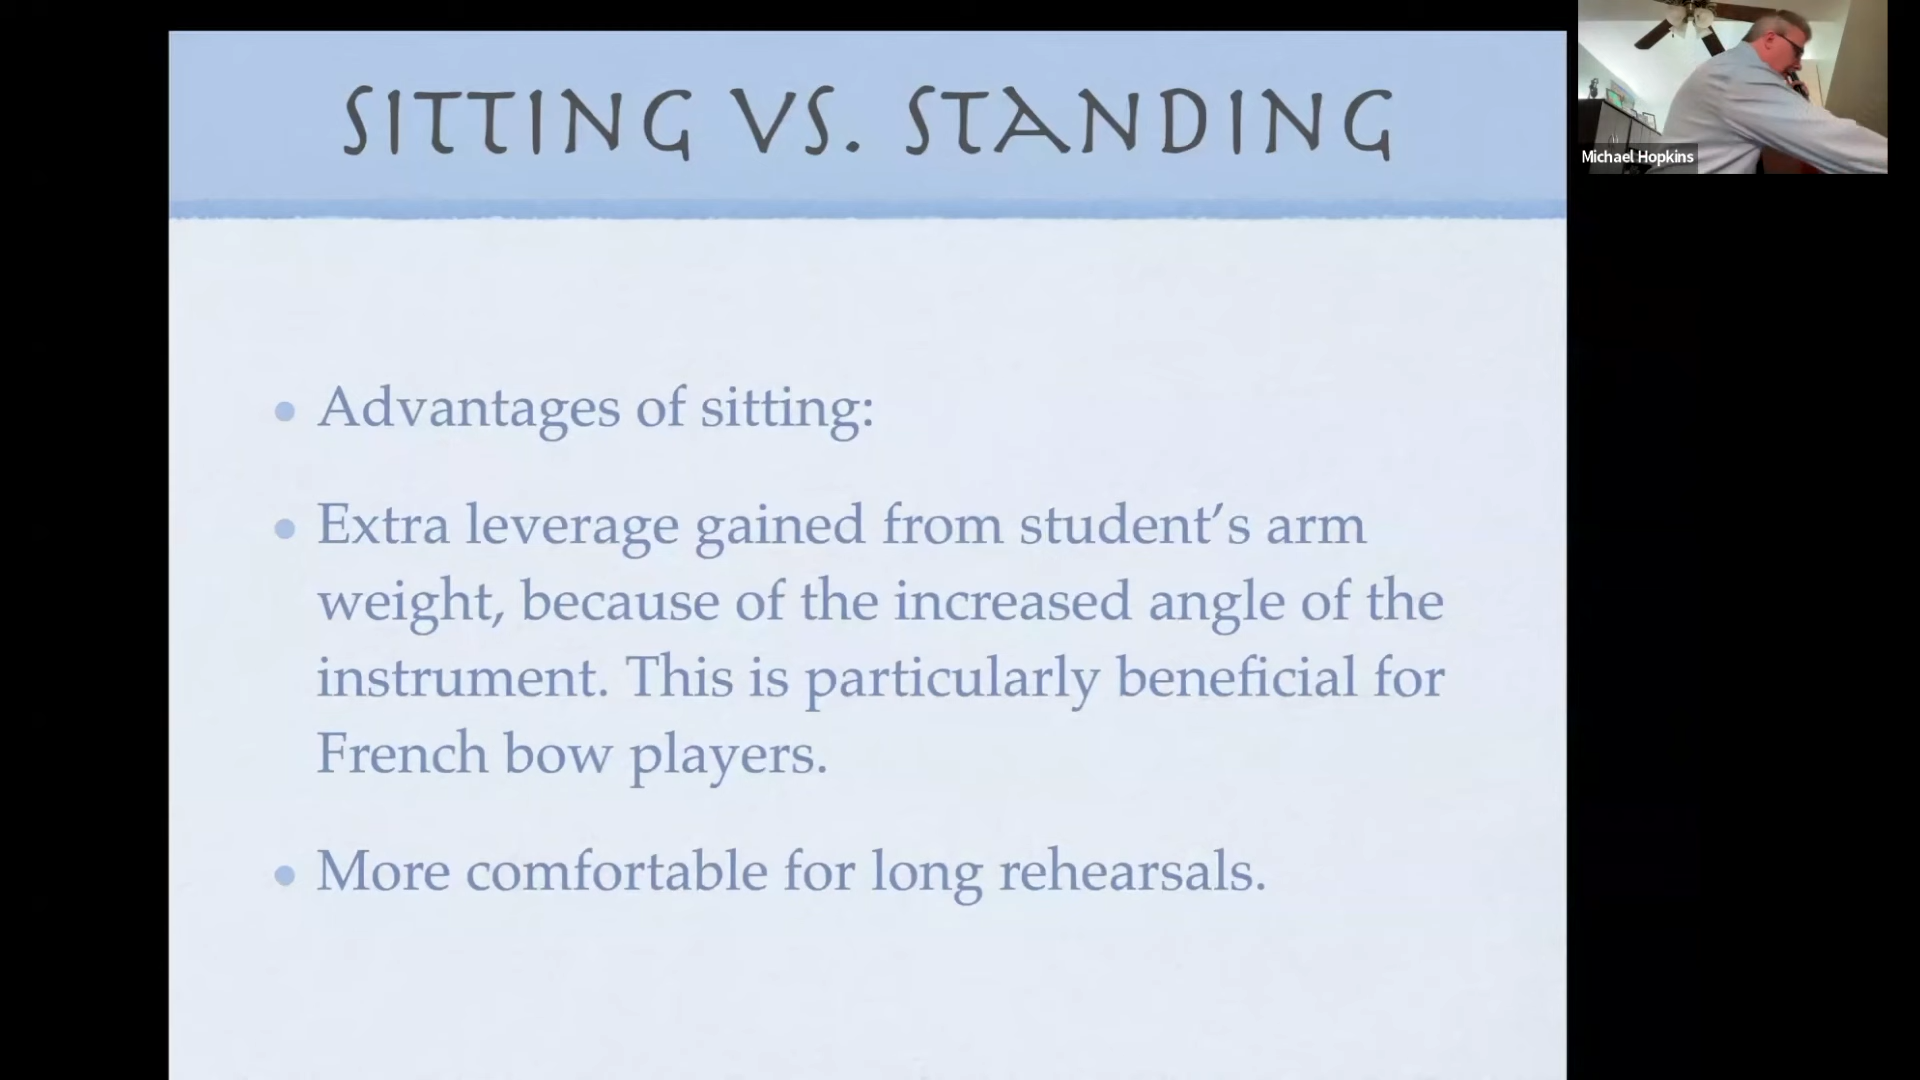 SITTING VS. STANDING
Michael Hopkins
• Advantages of sitting:
• Extra leverage gained from student’s arm
weight, because of the increased angle of the
instrument. This is particularly beneficial for
French bow players.
• More comfortable for long rehearsals.